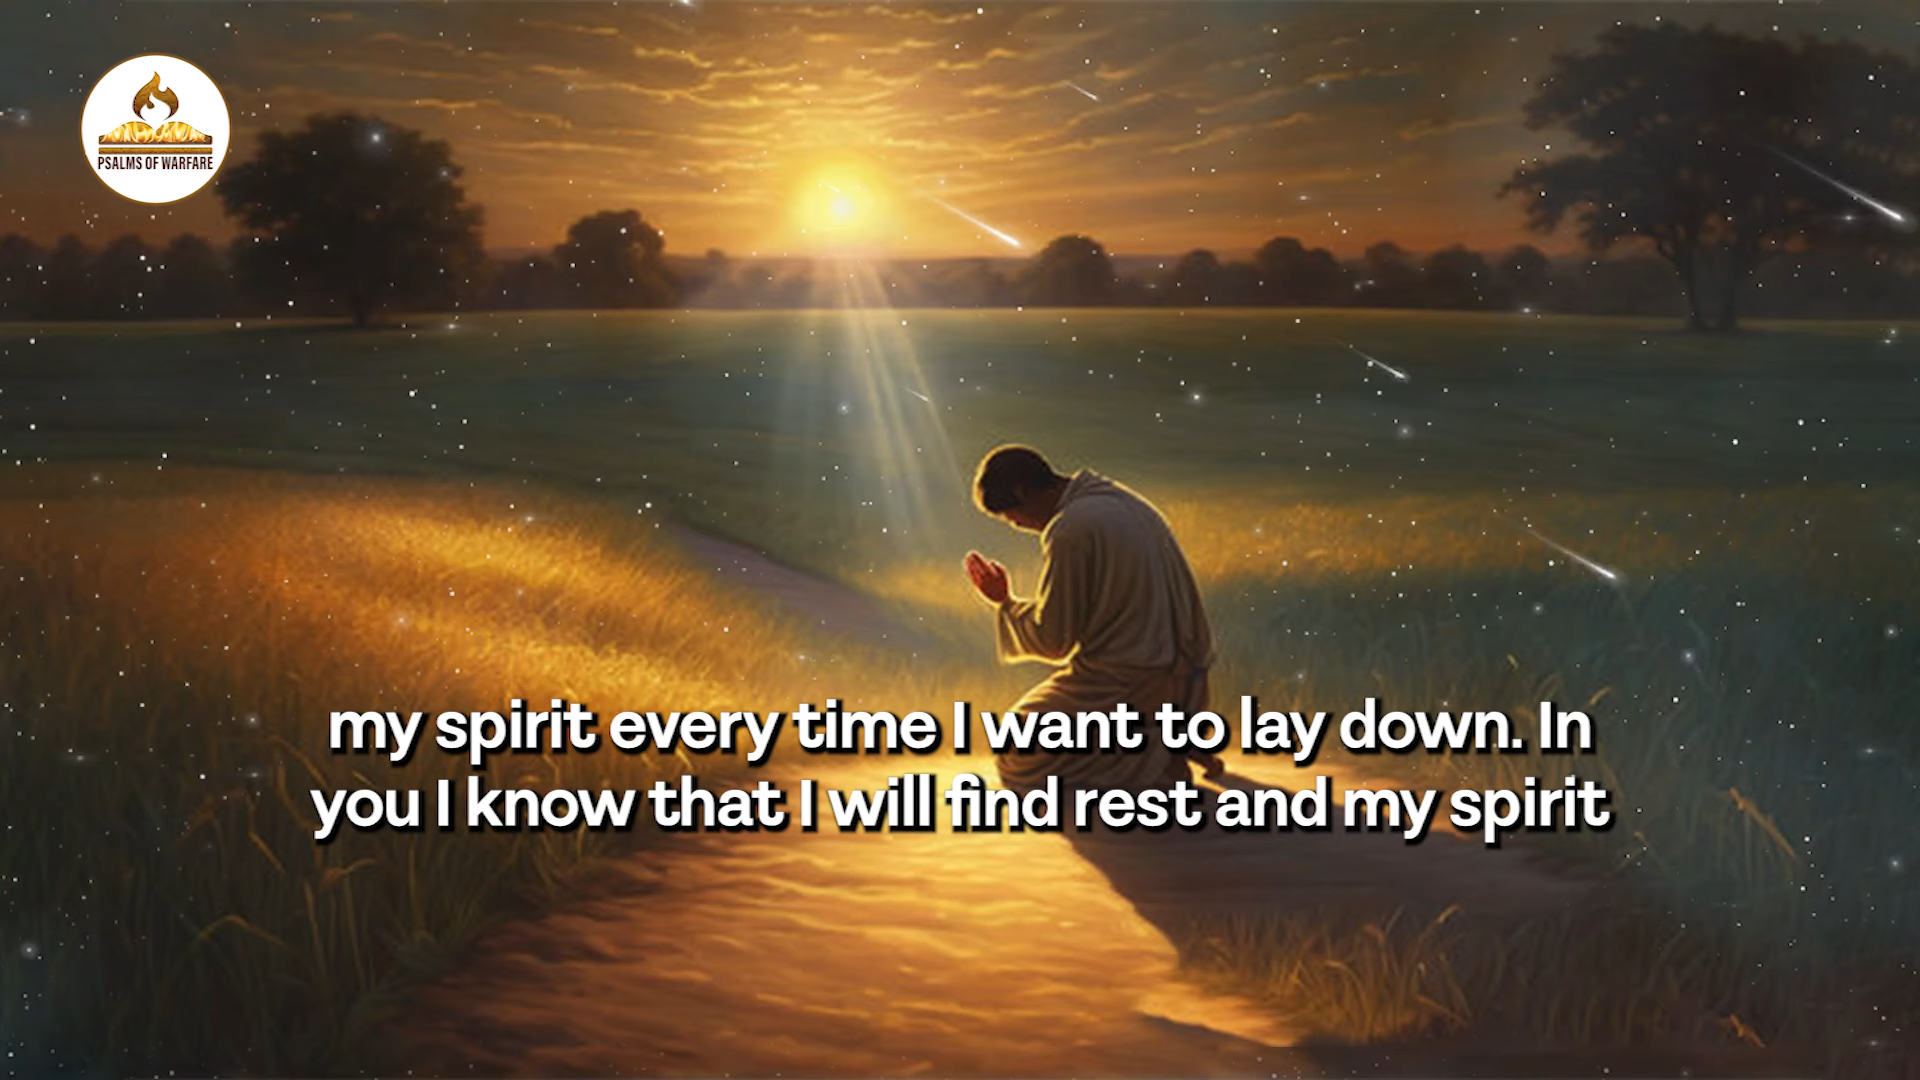 PSALMS OF WARFARE
my spirit every time I want to lay down. In
you I know that I will find rest and my spirit